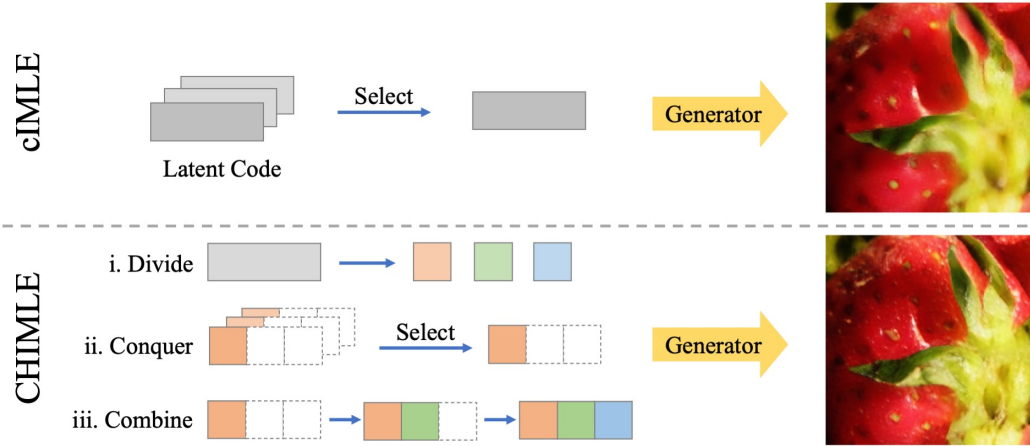 cIMLE
Select
Generator
Latent Code
CHIMLE
i. Divide
ii. Conquer
Select
Generator
iii. Combine